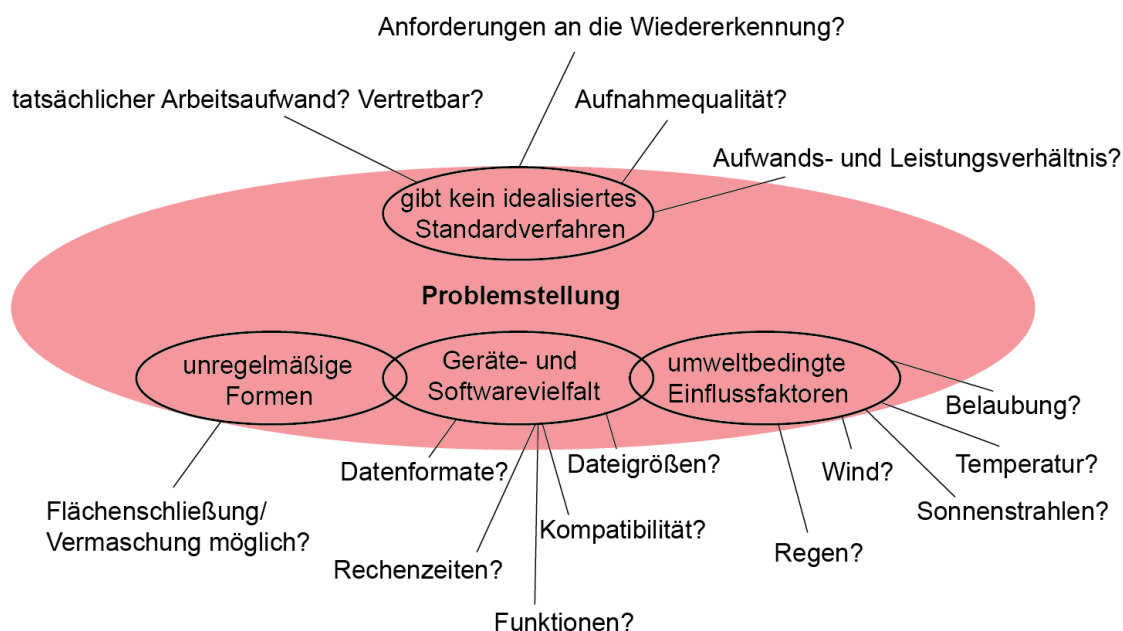 Anforderungen an die Wiedererkennung?
tatsächlicher Arbeitsaufwand? Vertretbar?
Aufnahmequalität?
Aufwands- und Leistungsverhältnis?
gibt kein idealisiertes
Standardverfahren
Problemstellung
unregelmäßige
Formen
Geräte- und
Softwarevielfalt
umweltbedingte
Einflussfaktoren
Belaubung?
Datenformate?
Dateigrößen?
Wind?
Temperatur?
Flächenschließung/
Vermaschung möglich?
Sonnenstrahlen?
Kompatibilität?
Regen?
Rechenzeiten?
Funktionen?